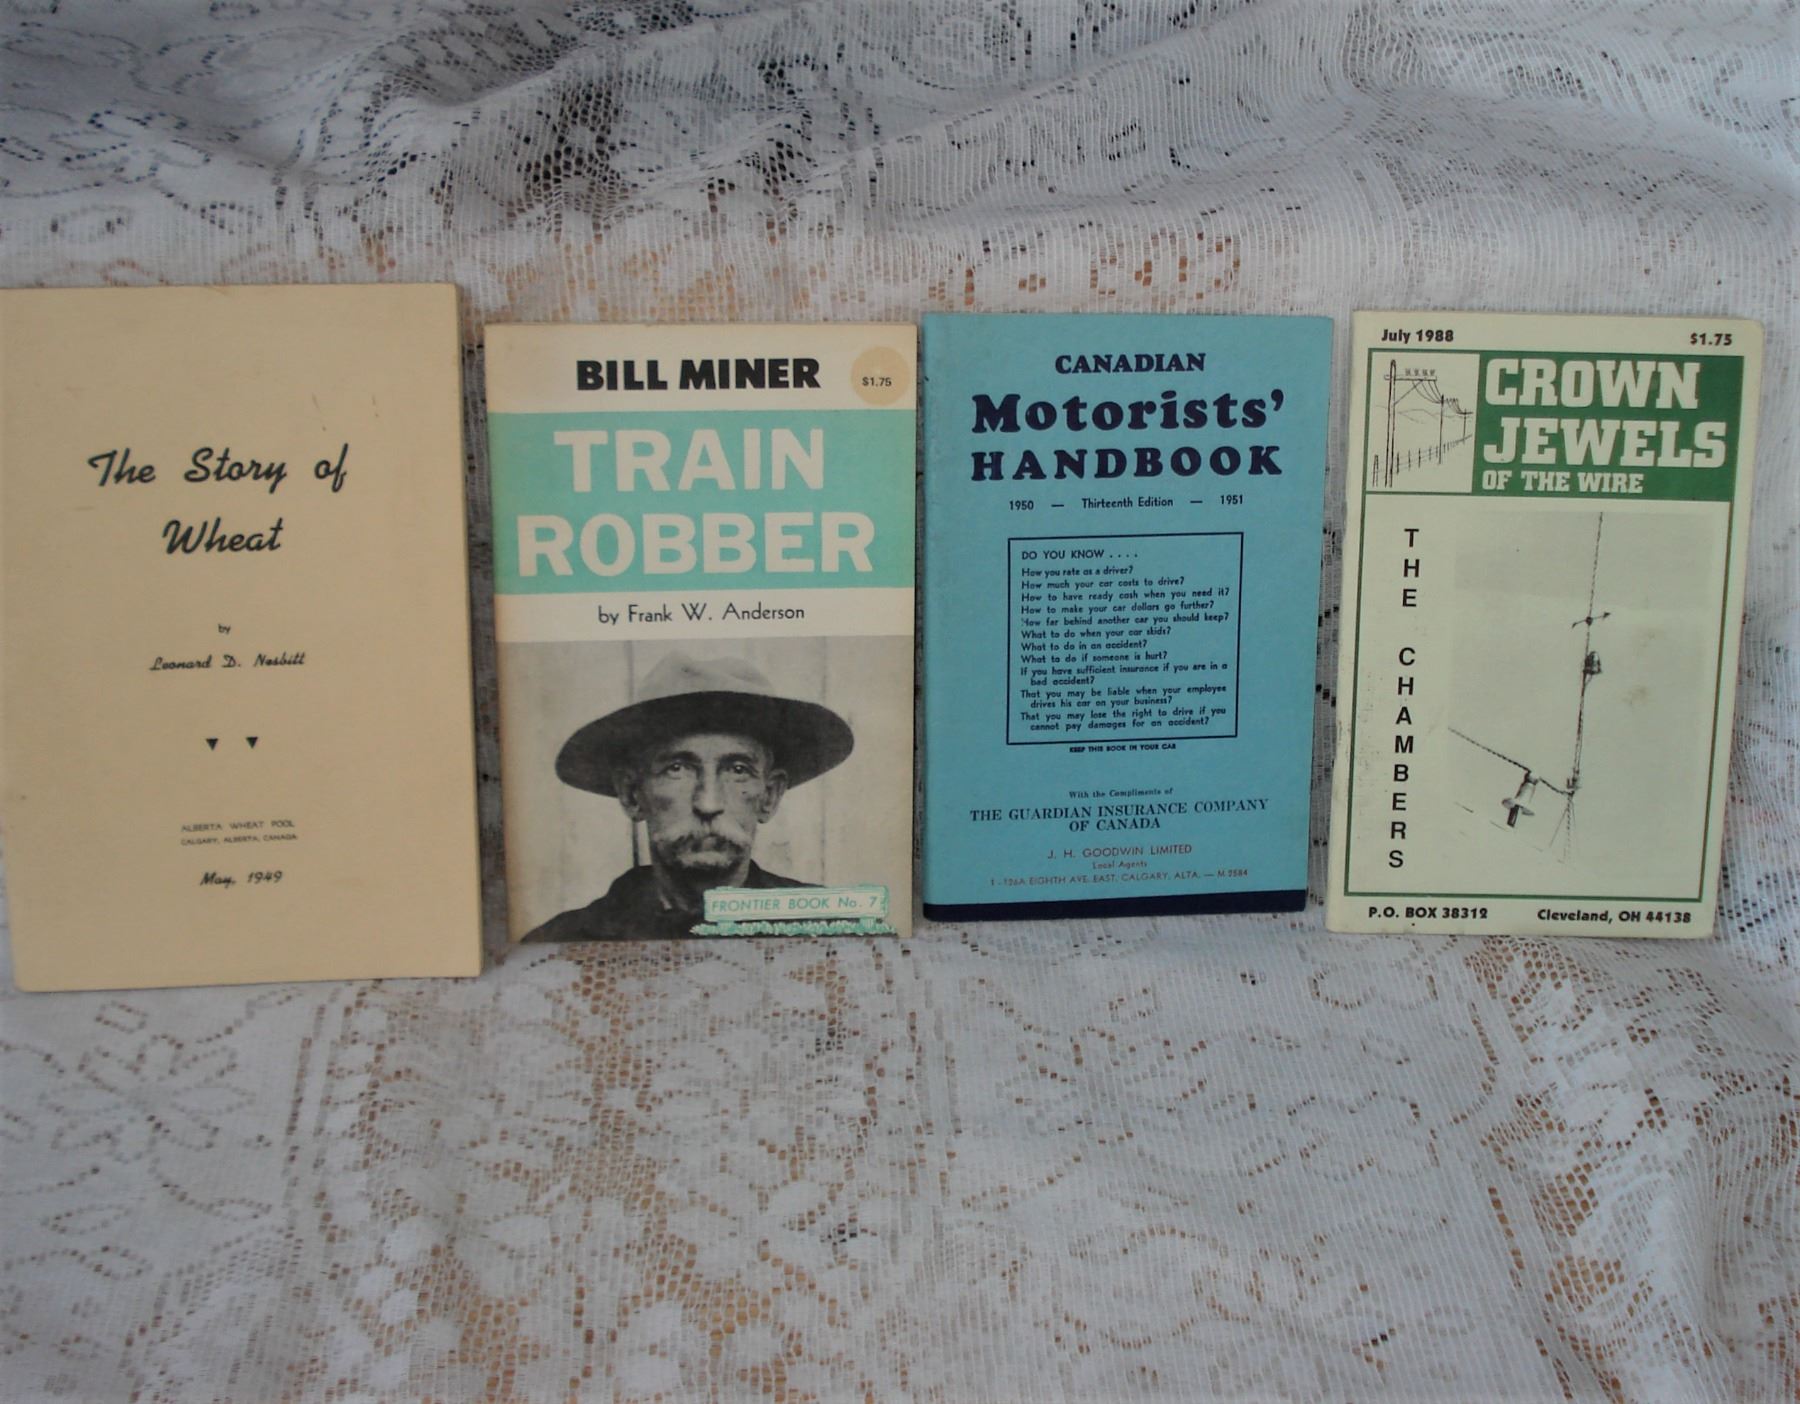 The Story of
Wheat
by
Leonard D. Nesbitt
ALBERTA WHEAT POOL
CALGARY, ALBERTA, CANADA
May, 1949
BILL MINER
$1.75
TRAIN
ROBBER
by Frank W. Anderson
FRONTIER BOOK No. 7
CANADIAN
Motorists'
HANDBOOK
1950 — Thirteenth Edition — 1951
DO YOU KNOW . . . .
How you rate as a driver?
How much your car costs to drive?
How to have ready cash when you need it?
How to make your car dollars go further?
How far behind another car you should keep?
What to do when your car skids?
What to do in an accident?
What to do if someone is hurt?
If you have sufficient insurance if you are in a
bad accident?
That you may be liable when your employee
drives his car on your business?
That you may lose the right to drive if you
cannot pay damages for an accident?
KEEP THIS BOOK IN YOUR CAR
With the Compliments of
THE GUARDIAN INSURANCE COMPANY
OF CANADA
J. H. GOODWIN LIMITED
Local Agents
1 - 126A EIGHTH AVE. EAST, CALGARY, ALTA. — M 2584
July 1988
$1.75
CROWN
JEWELS
OF THE WIRE
THE CHAMBERS
P.O. BOX 38312
Cleveland, OH 44138